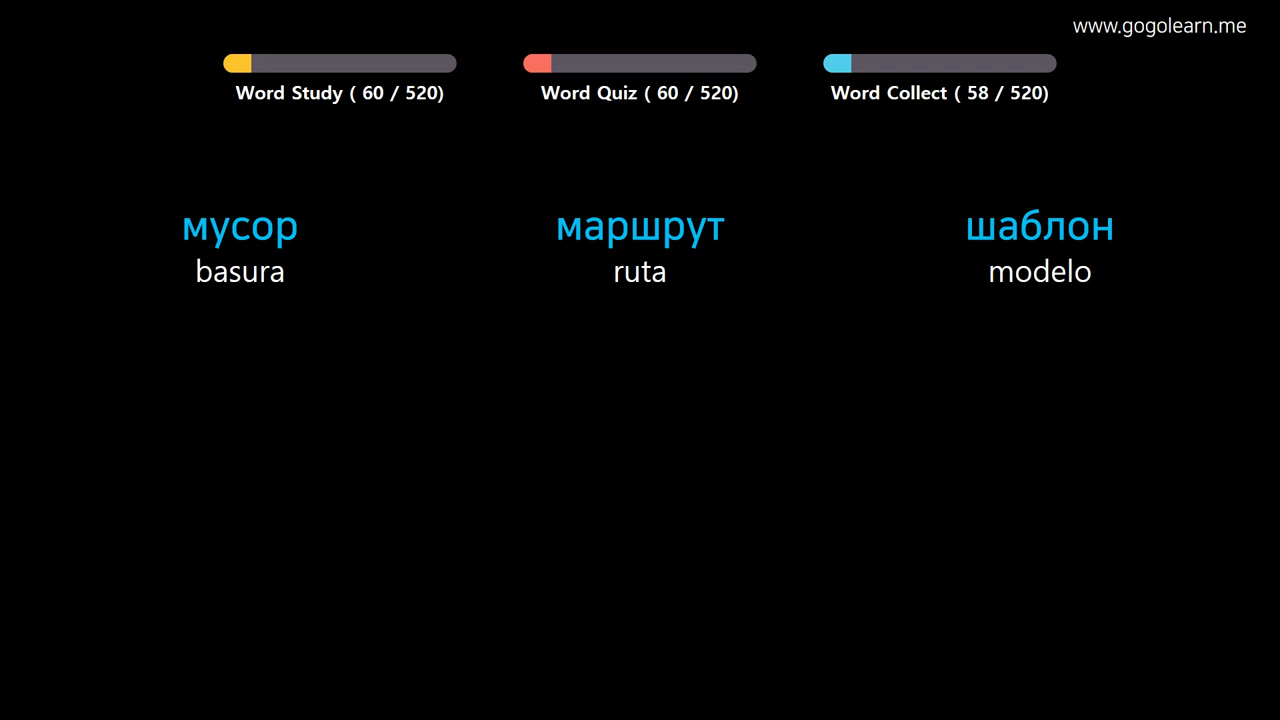 www.gogolearn.me
Word Study ( 60 / 520)
Word Quiz ( 60 / 520)
Word Collect ( 58 / 520)
мусор
basura
маршрут
ruta
шаблон
modelo